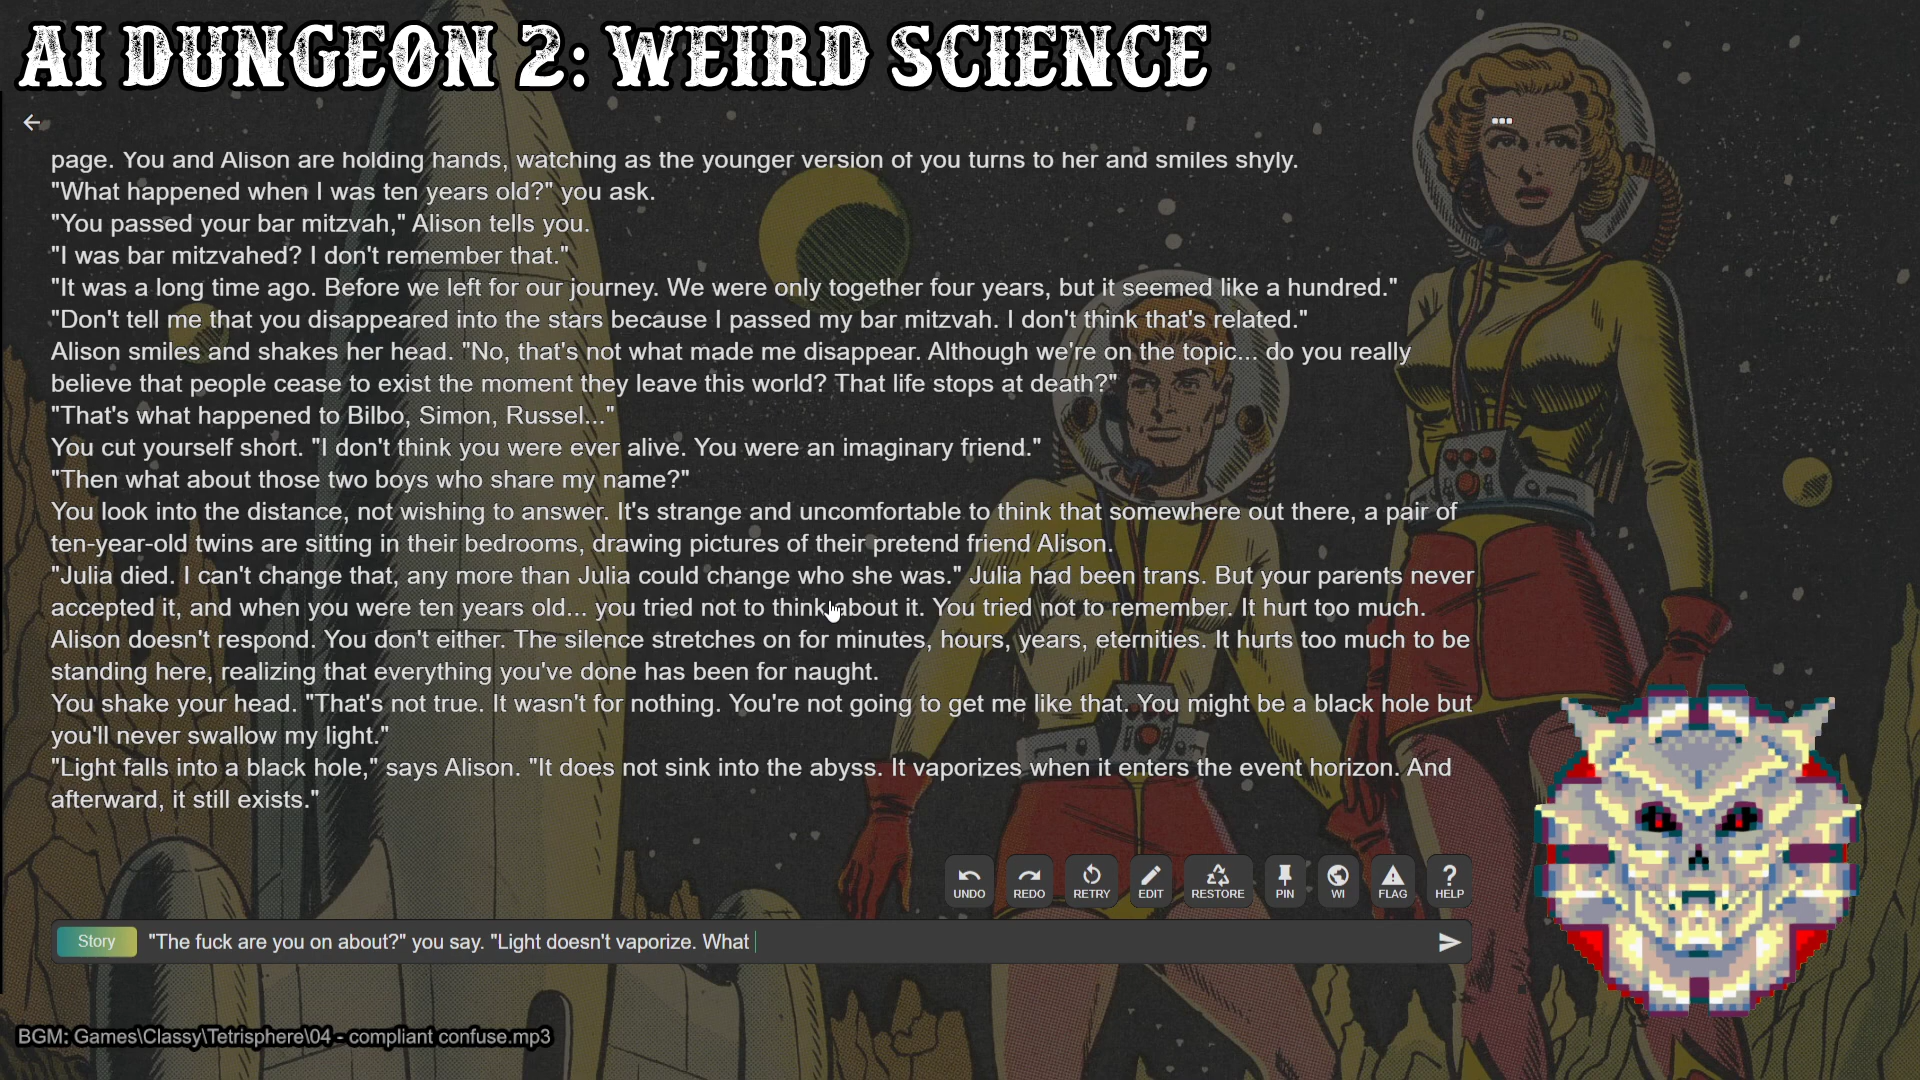 AI DUNGEON 2: WEIRD SCIENCE
page. You and Alison are holding hands, watching as the younger version of you turns to her and smiles shyly.
"What happened when I was ten years old?" you ask.
"You passed your bar mitzvah," Alison tells you.
"I was bar mitzvahed? I don't remember that."
"It was a long time ago. Before we left for our journey. We were only together four years, but it seemed like a hundred."
"Don't tell me that you disappeared into the stars because I passed my bar mitzvah. I don't think that's related."
Alison smiles and shakes her head. "No, that's not what made me disappear. Although we're on the topic... do you really
believe that people cease to exist the moment they leave this world? That life stops at death?"
"That's what happened to Bilbo, Simon, Russel..."
You cut yourself short. "I don't think you were ever alive. You were an imaginary friend."
"Then what about those two boys who share my name?"
You look into the distance, not wishing to answer. It's strange and uncomfortable to think that somewhere out there, a pair of
ten-year-old twins are sitting in their bedrooms, drawing pictures of their pretend friend Alison.
"Julia died. I can't change that, any more than Julia could change who she was." Julia had been trans. But your parents never
accepted it, and when you were ten years old... you tried not to think about it. You tried not to remember. It hurt too much.
Alison doesn't respond. You don't either. The silence stretches on for minutes, hours, years, eternities. It hurts too much to be
standing here, realizing that everything you've done has been for naught.
You shake your head. "That's not true. It wasn't for nothing. You're not going to get me like that. You might be a black hole but
you'll never swallow my light."
"Light falls into a black hole," says Alison. "It does not sink into the abyss. It vaporizes when it enters the event horizon. And
afterward, it still exists."
UNDO REDO RETRY EDIT RESTORE PIN WI FLAG HELP
Story "The fuck are you on about?" you say. "Light doesn't vaporize. What
BGM: Games\Classy\Tetrisphere\04 - compliant confuse.mp3